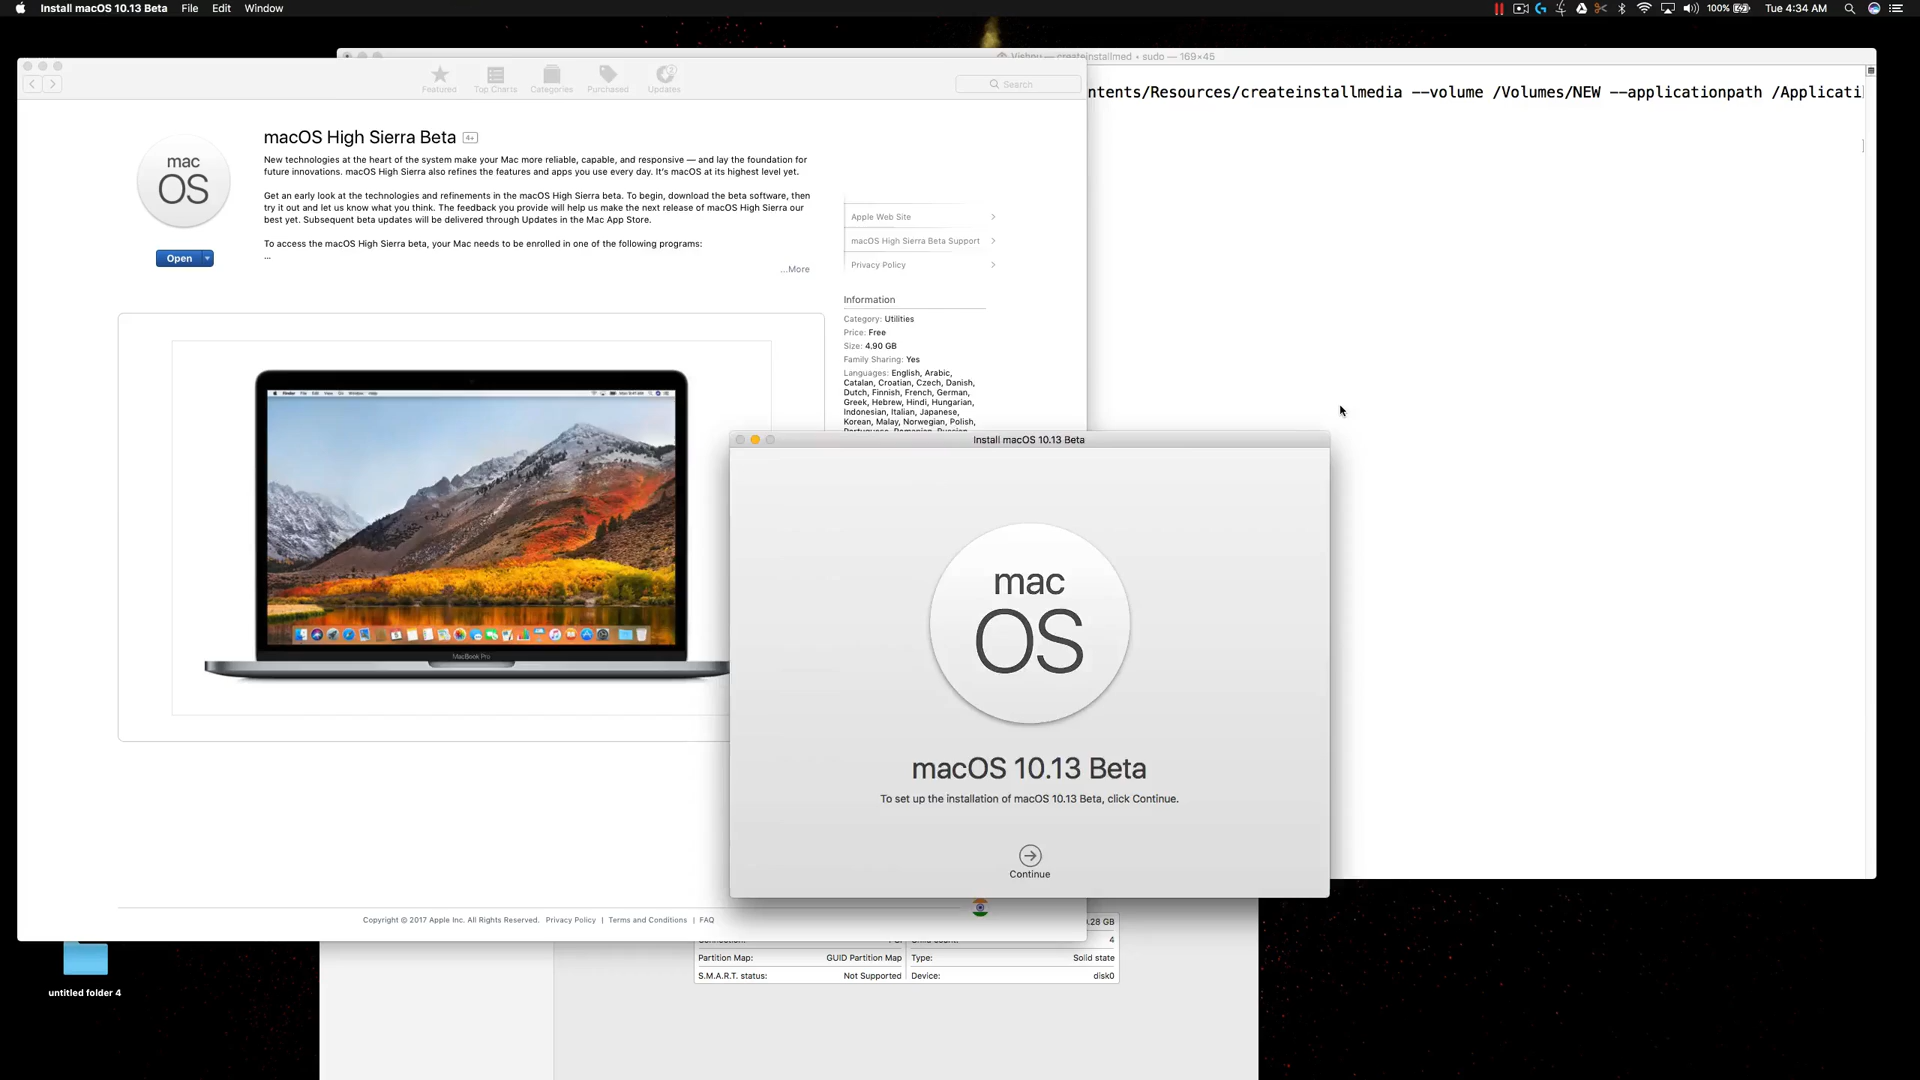 Install macOS 10.13 Beta File Edit Window
100% Tue 4:34 AM
Vishnu — createinstallmed • sudo — 169×45
Featured Top Charts Categories Purchased Updates
Search
ntents/Resources/createinstallmedia --volume /Volumes/NEW --applicationpath /Applicati
mac
OS
macOS High Sierra Beta 4+
New technologies at the heart of the system make your Mac more reliable, capable, and responsive — and lay the foundation for
future innovations. macOS High Sierra also refines the features and apps you use every day. It's macOS at its highest level yet.
Get an early look at the technologies and refinements in the macOS High Sierra beta. To begin, download the beta software, then
try it out and let us know what you think. The feedback you provide will help us make the next release of macOS High Sierra our
best yet. Subsequent beta updates will be delivered through Updates in the Mac App Store.
To access the macOS High Sierra beta, your Mac needs to be enrolled in one of the following programs:
...
...More
Open
Apple Web Site
macOS High Sierra Beta Support
Privacy Policy
Information
Category: Utilities
Price: Free
Size: 4.90 GB
Family Sharing: Yes
Languages: English, Arabic,
Catalan, Croatian, Czech, Danish,
Dutch, Finnish, French, German,
Greek, Hebrew, Hindi, Hungarian,
Indonesian, Italian, Japanese,
Korean, Malay, Norwegian, Polish,
MacBook Pro
Install macOS 10.13 Beta
mac
OS
macOS 10.13 Beta
To set up the installation of macOS 10.13 Beta, click Continue.
Continue
Copyright © 2017 Apple Inc. All Rights Reserved. Privacy Policy | Terms and Conditions | FAQ
.28 GB
4
Partition Map: GUID Partition Map Type: Solid state
S.M.A.R.T. status: Not Supported Device: disk0
untitled folder 4